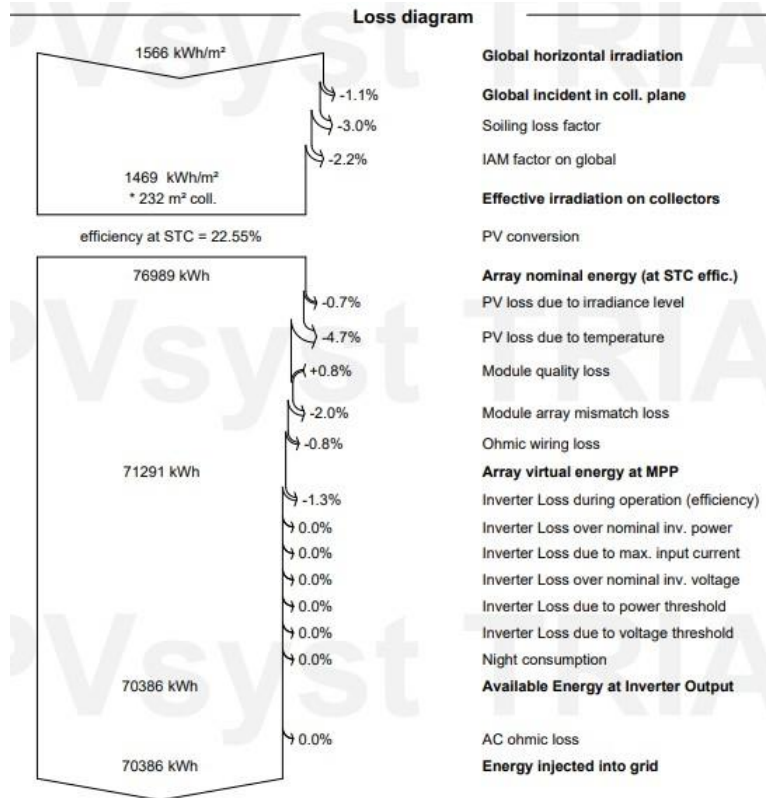 Loss diagram
1566 kWh/m² Global horizontal irradiation
-1.1% Global incident in coll. plane
-3.0% Soiling loss factor
-2.2% IAM factor on global
1469 kWh/m²
* 232 m² coll. Effective irradiation on collectors
efficiency at STC = 22.55% PV conversion
76989 kWh Array nominal energy (at STC effic.)
-0.7% PV loss due to irradiance level
-4.7% PV loss due to temperature
+0.8% Module quality loss
-2.0% Module array mismatch loss
-0.8% Ohmic wiring loss
71291 kWh Array virtual energy at MPP
-1.3% Inverter Loss during operation (efficiency)
0.0% Inverter Loss over nominal inv. power
0.0% Inverter Loss due to max. input current
0.0% Inverter Loss over nominal inv. voltage
0.0% Inverter Loss due to power threshold
0.0% Inverter Loss due to voltage threshold
0.0% Night consumption
70386 kWh Available Energy at Inverter Output
0.0% AC ohmic loss
70386 kWh Energy injected into grid
PVsyst TRIA
PVsyst TRIA
PVsyst TRIA